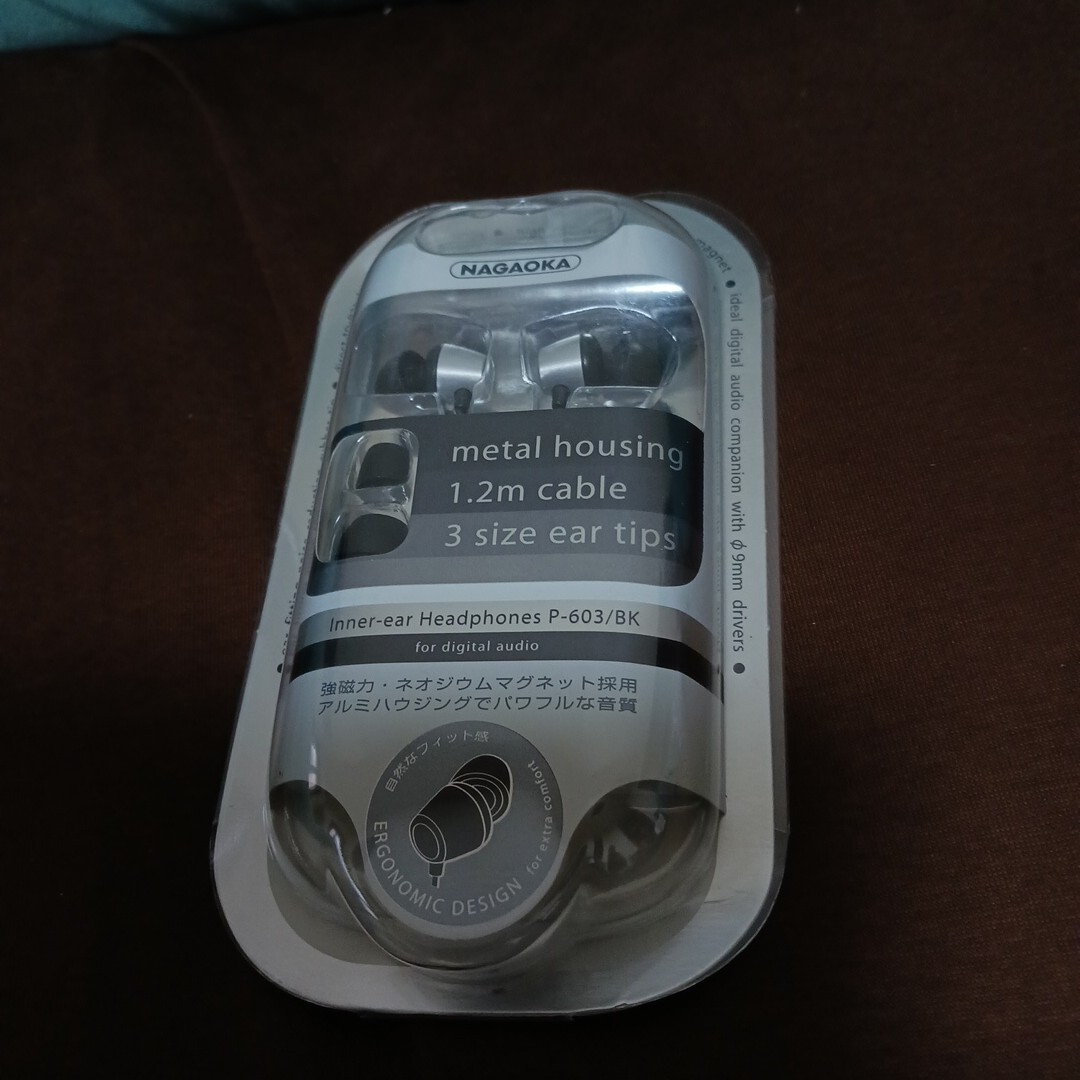 NAGAOKA
magnet ● ideal digital audio companion with φ9mm drivers ●
metal housing
1.2m cable
3 size ear tips
Inner-ear Headphones P-603/BK
for digital audio
強磁力・ネオジウムマグネット採用
アルミハウジングでパワフルな音質
自然なフィット感
ERGONOMIC DESIGN for extra comfort